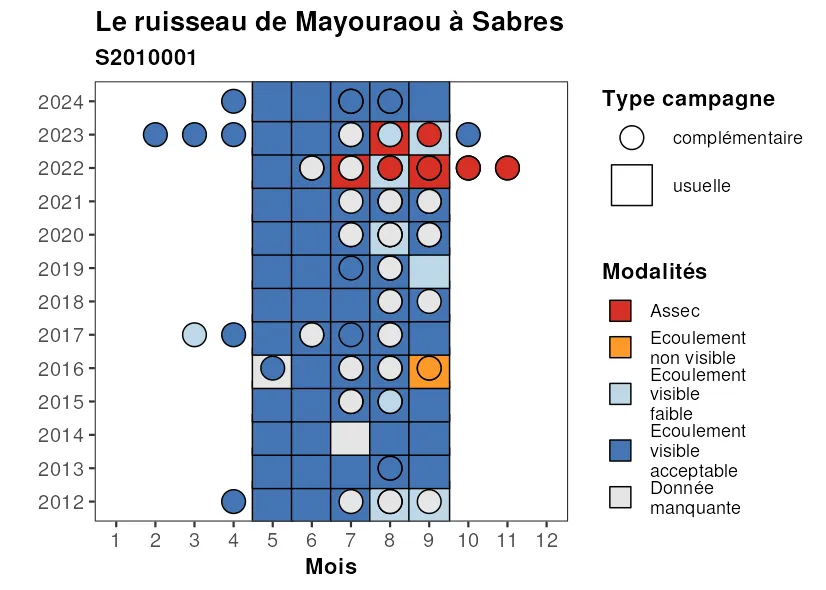 Le ruisseau de Mayouraou à Sabres
S2010001
2024
2023
2022
2021
2020
2019
2018
2017
2016
2015
2014
2013
2012
1 2 3 4 5 6 7 8 9 10 11 12
Mois
Type campagne
complémentaire
usuelle
Modalités
Assec
Ecoulement
non visible
Ecoulement
visible
faible
Ecoulement
visible
acceptable
Donnée
manquante